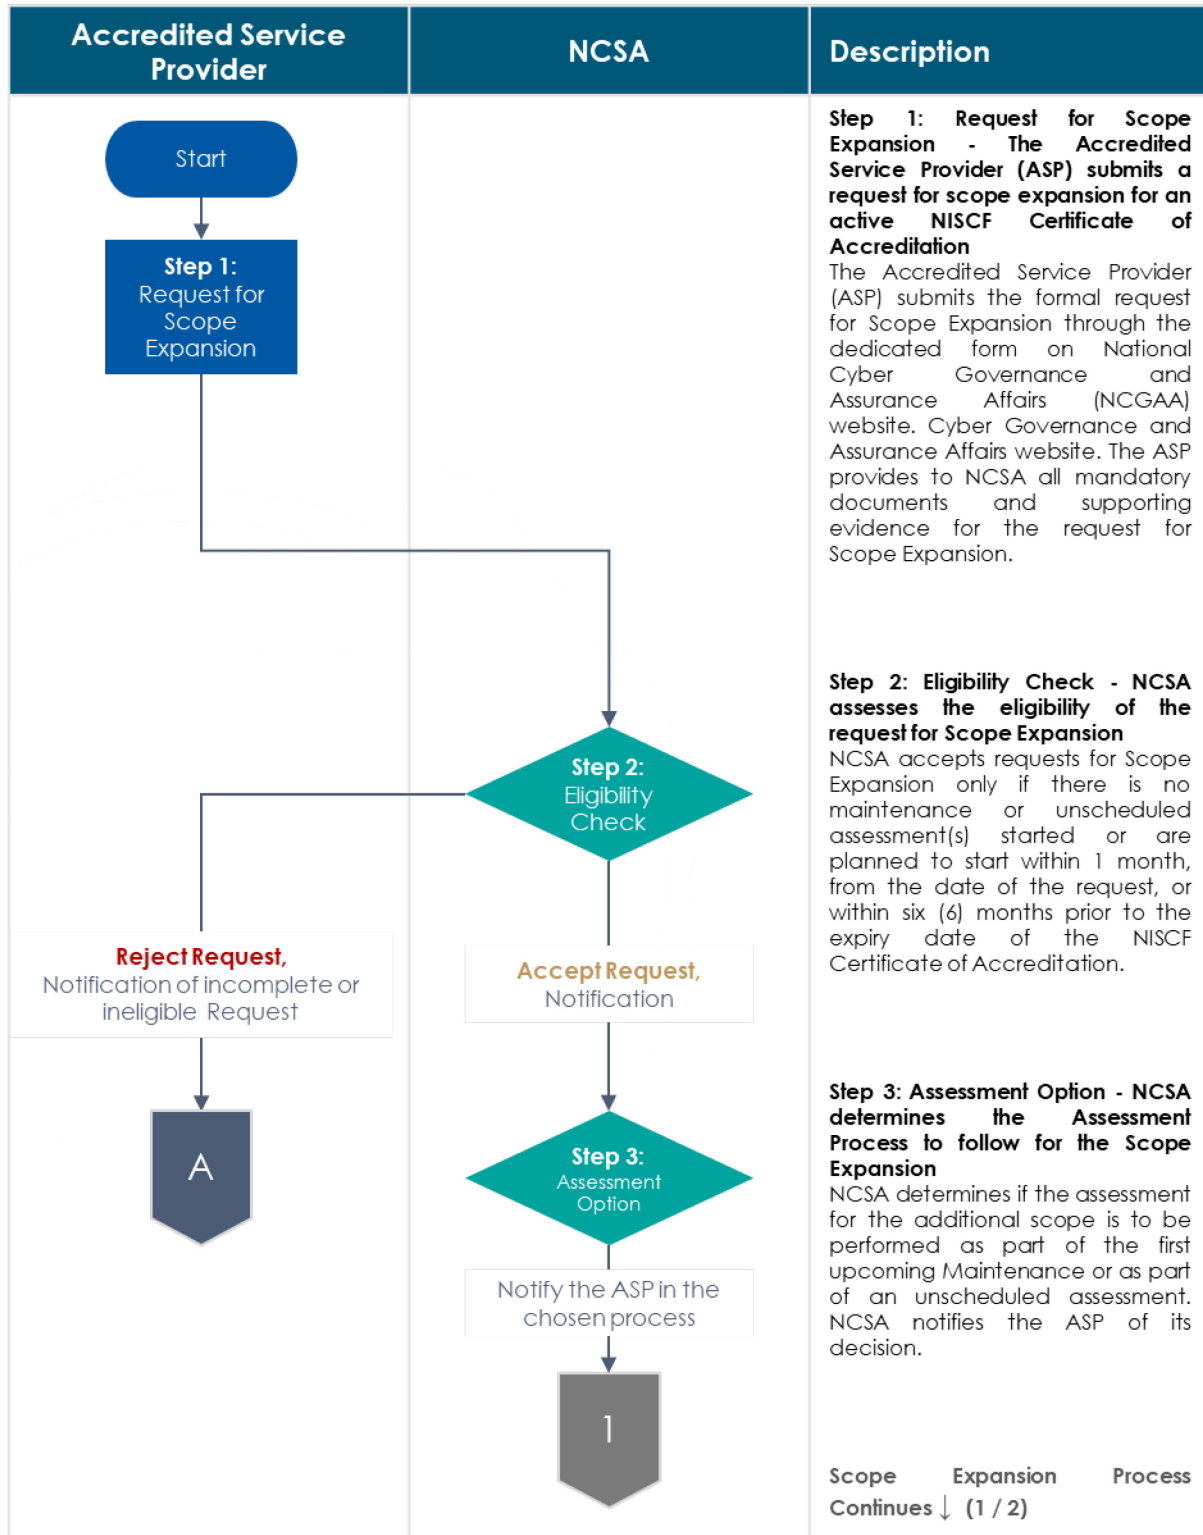 Accredited Service
Provider
NCSA
Description
Start
Step 1:
Request for
Scope
Expansion
Step 1: Request for Scope
Expansion - The Accredited
Service Provider (ASP) submits a
request for scope expansion for an
active NISCF Certificate of
Accreditation
The Accredited Service Provider
(ASP) submits the formal request
for Scope Expansion through the
dedicated form on National
Cyber Governance and
Assurance Affairs (NCGAA)
website. Cyber Governance and
Assurance Affairs website. The ASP
provides to NCSA all mandatory
documents and supporting
evidence for the request for
Scope Expansion.
Step 2:
Eligibility
Check
Reject Request,
Notification of incomplete or
ineligible Request
Accept Request,
Notification
Step 2: Eligibility Check - NCSA
assesses the eligibility of the
request for Scope Expansion
NCSA accepts requests for Scope
Expansion only if there is no
maintenance or unscheduled
assessment(s) started or are
planned to start within 1 month,
from the date of the request, or
within six (6) months prior to the
expiry date of the NISCF
Certificate of Accreditation.
A
Step 3:
Assessment
Option
Notify the ASP in the
chosen process
1
Step 3: Assessment Option - NCSA
determines the Assessment
Process to follow for the Scope
Expansion
NCSA determines if the assessment
for the additional scope is to be
performed as part of the first
upcoming Maintenance or as part
of an unscheduled assessment.
NCSA notifies the ASP of its
decision.
Scope Expansion Process
Continues ↓ (1 / 2)